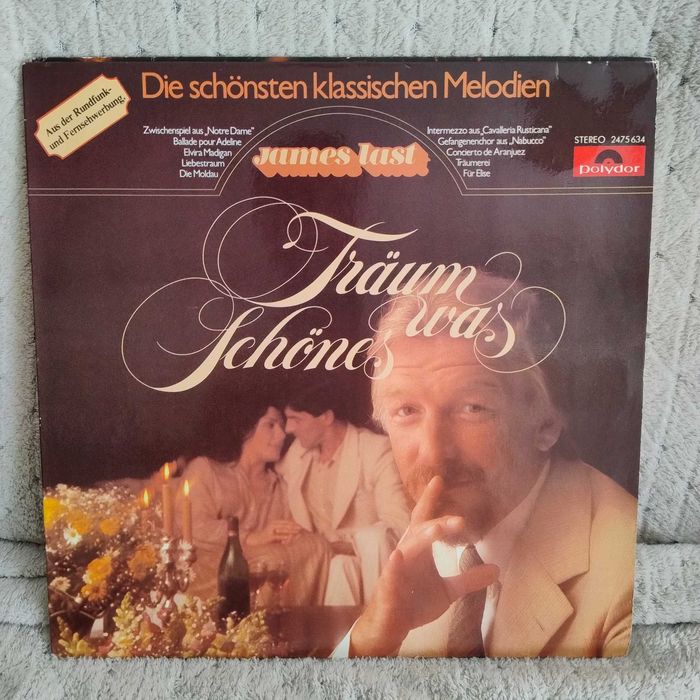 Die schönsten klassischen Melodien
Aus der Rundfunk-
und Fernsehwerbung.
Zwischenspiel aus „Notre Dame“
Ballade pour Adeline
Elvira Madigan
Liebestraum
Die Moldau
James Last
Intermezzo aus „Cavalleria Rusticana“
Gefangenenchor aus „Nabucco“
Concierto de Aranjuez
Träumerei
Für Elise
STEREO 2475 634
polydor
Träum
was
Schönes